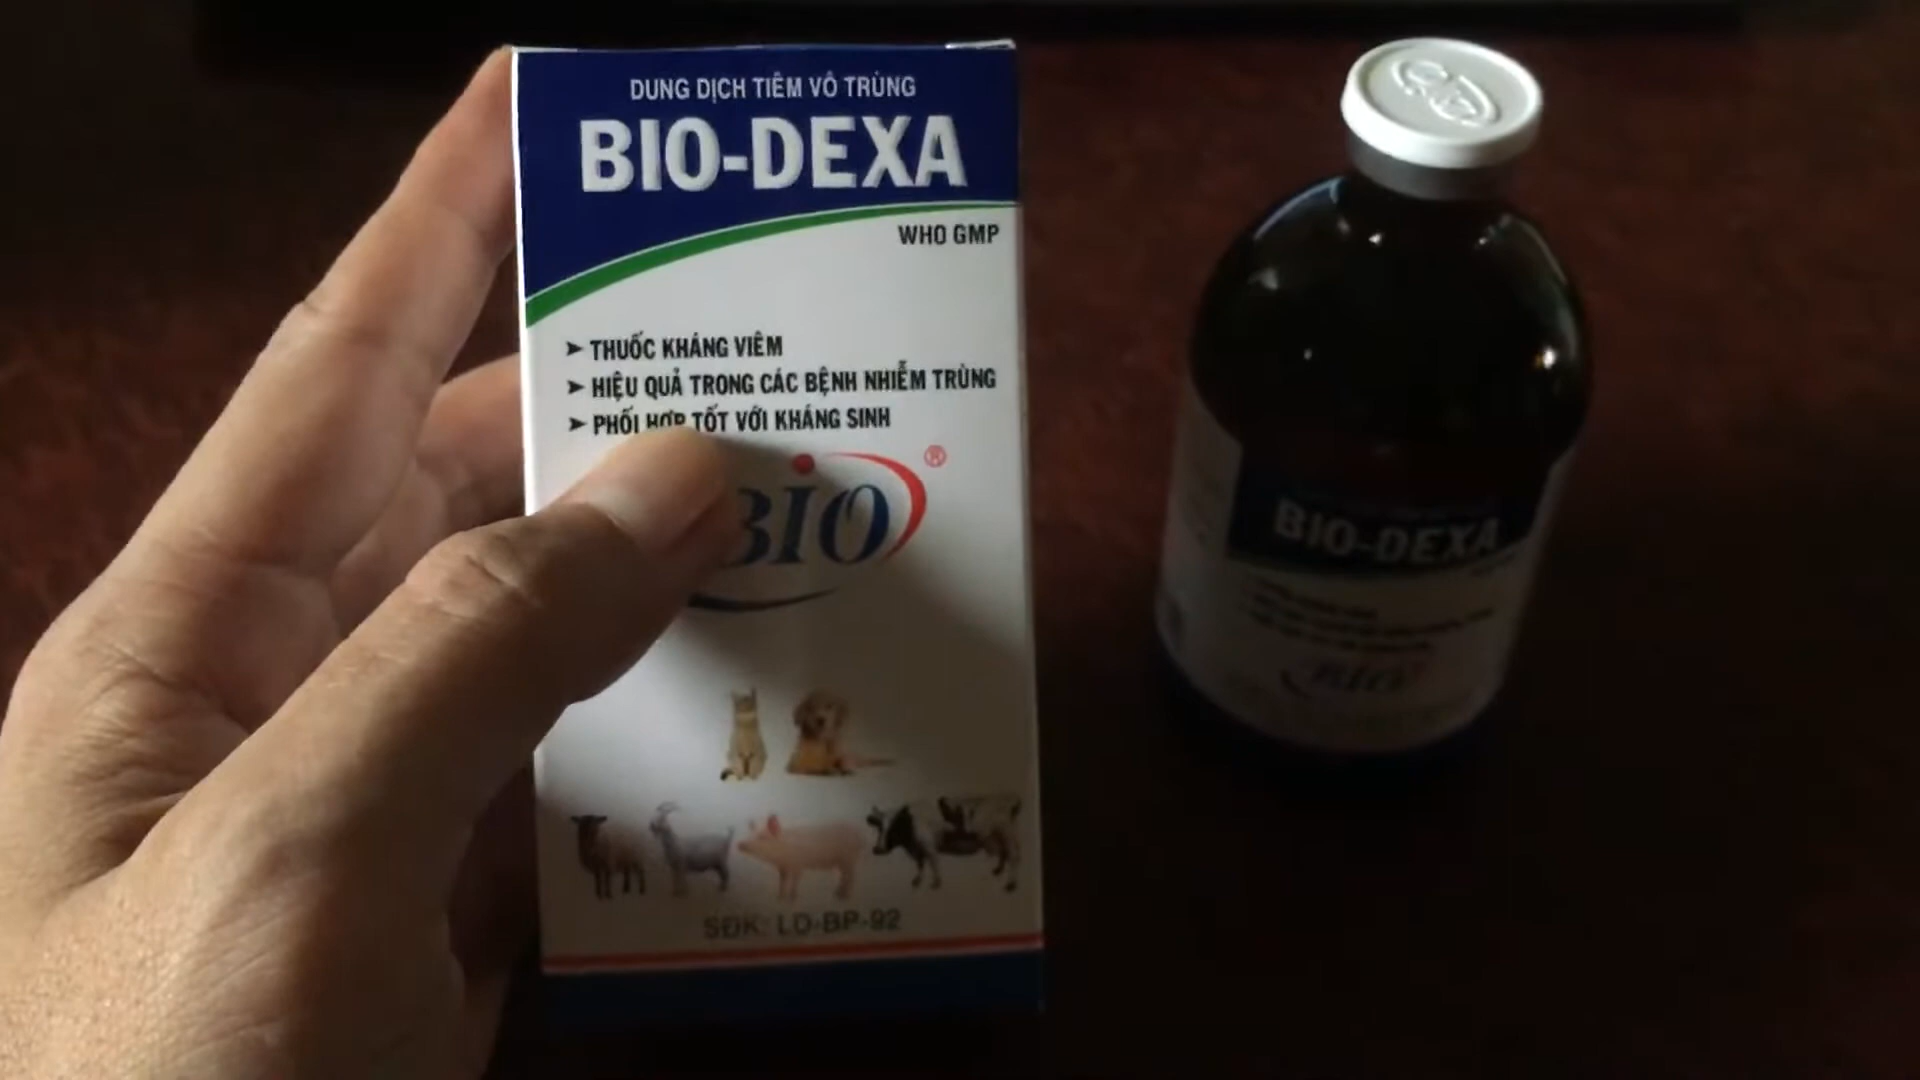 DUNG DỊCH TIÊM VÔ TRÙNG
BIO-DEXA
WHO GMP
➤ THUỐC KHÁNG VIÊM
➤ HIỆU QUẢ TRONG CÁC BỆNH NHIỄM TRÙNG
➤ PHỐI HỢP TỐT VỚI KHÁNG SINH
BIO®
SĐK: LD-BP-92
BIO-DEXA
BIO